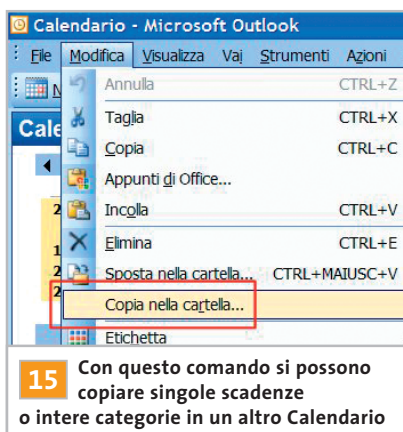 Calendario - Microsoft Outlook
File Modifica Visualizza Vai Strumenti Azioni
Annulla CTRL+Z
Taglia CTRL+X
Copia CTRL+C
Appunti di Office...
Incolla CTRL+V
Elimina CTRL+E
Sposta nella cartella... CTRL+MAIUSC+V
Copia nella cartella...
Etichetta
15 Con questo comando si possono
copiare singole scadenze
o intere categorie in un altro Calendario